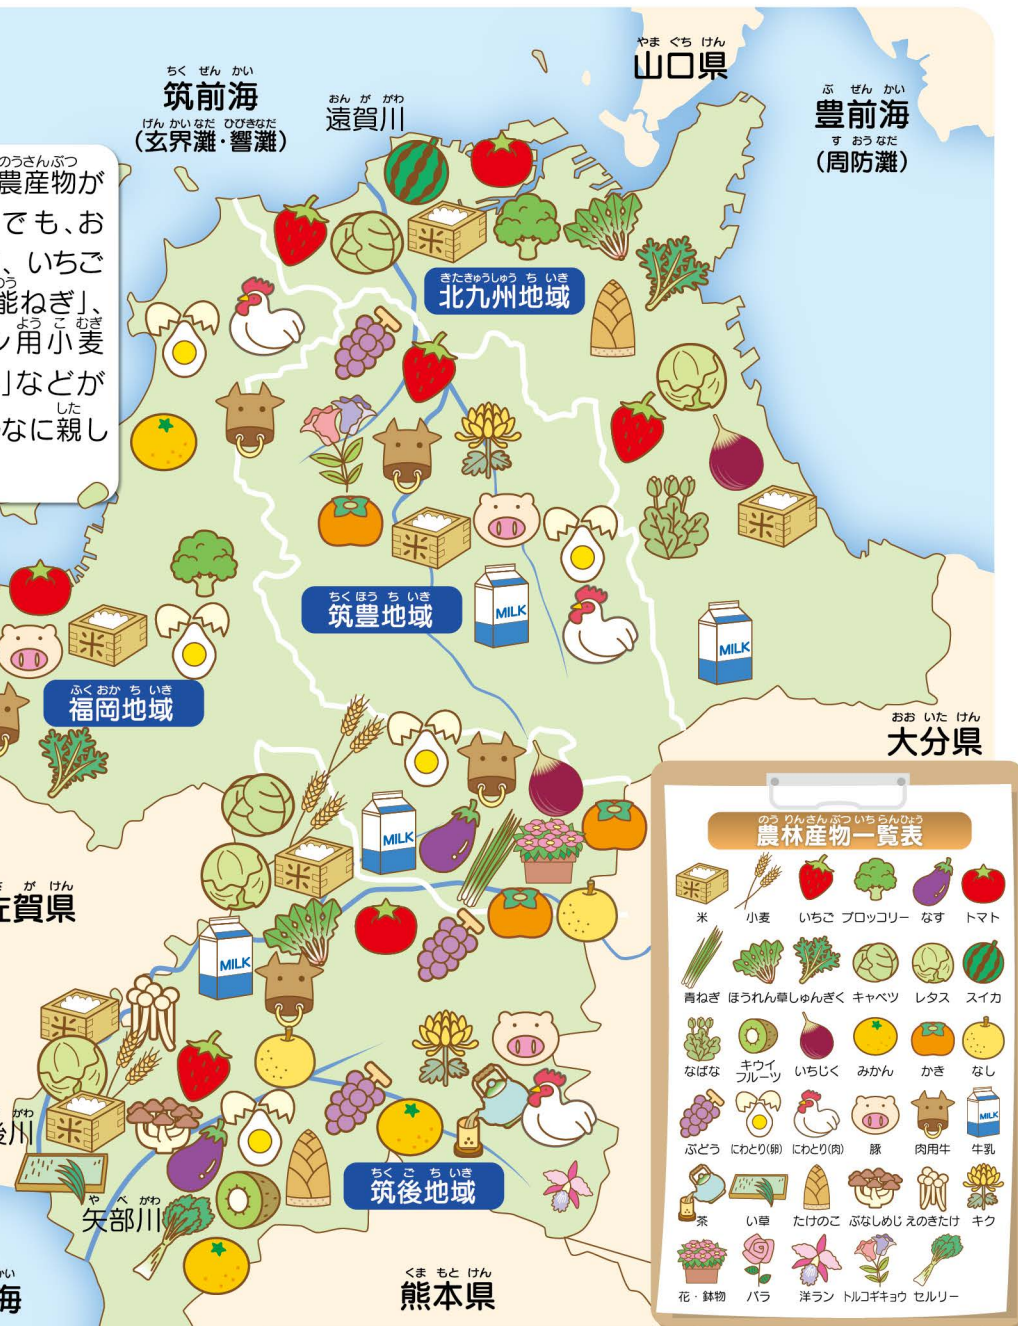 やまぐちけん
山口県
ちくぜんかい
筑前海
げんかいなだ ひびきなだ
(玄界灘・響灘)
おんががわ
遠賀川
ぶぜんかい
豊前海
すおうなだ
(周防灘)
のうさんぶつ
農産物が
でも、お
、いちご
能ねぎ」、
ようこむぎ
用小麦
」などが
した
なに親し
きたきゅうしゅうちいき
北九州地域
米
米
米
MILK
MILK
ちくほうちいき
筑豊地域
米
ふくおかちいき
福岡地域
おおいたけん
大分県
MILK
米
がけん
佐賀県
MILK
米
米
がわ
後川
やべがわ
矢部川
ちくごちいき
筑後地域
くまもとけん
熊本県
かい
海
のうりんさんぶついちらんひょう
農林産物一覧表
米
米 小麦 いちご ブロッコリー なす トマト
青ねぎ ほうれん草 しゅんぎく キャベツ レタス スイカ
なばな キウイフルーツ いちじく みかん かき なし
MILK
ぶどう にわとり(卵) にわとり(肉) 豚 肉用牛 牛乳
茶 い草 たけのこ ぶなしめじ えのきたけ キク
花・鉢物 バラ 洋ラン トルコギキョウ セルリー